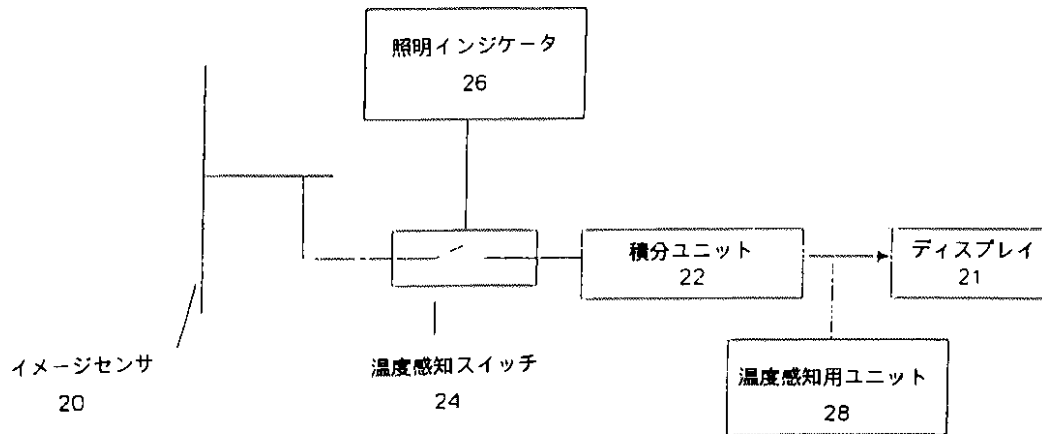 照明インジケータ
26
積分ユニット
22
ディスプレイ
21
イメージセンサ
20
温度感知スイッチ
24
温度感知用ユニット
28